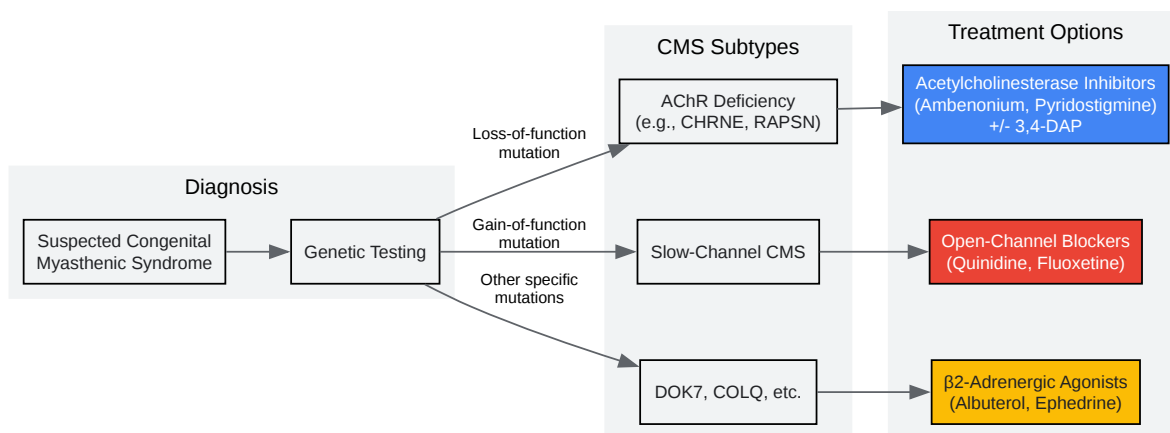 Diagnosis
Suspected Congenital
Myasthenic Syndrome
Genetic Testing
Loss-of-function
mutation
Gain-of-function
mutation
Other specific
mutations
CMS Subtypes
AChR Deficiency
(e.g., CHRNE, RAPSN)
Slow-Channel CMS
DOK7, COLQ, etc.
Treatment Options
Acetylcholinesterase Inhibitors
(Ambenonium, Pyridostigmine)
+/- 3,4-DAP
Open-Channel Blockers
(Quinidine, Fluoxetine)
β2-Adrenergic Agonists
(Albuterol, Ephedrine)